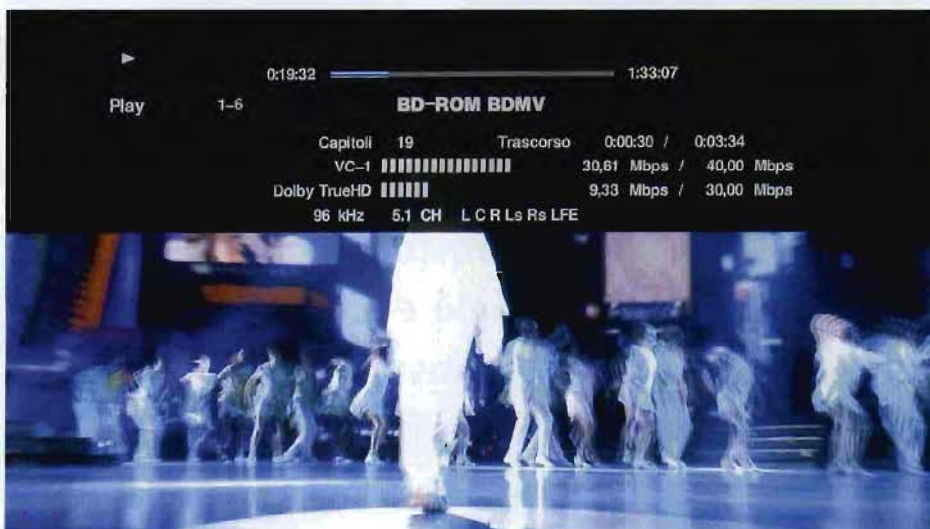 0:19:32 1:33:07
Play 1-6 BD-ROM BDMV
Capitoli 19 Trascorso 0:00:30 / 0:03:34
VC-1 30,61 Mbps / 40,00 Mbps
Dolby TrueHD 9,33 Mbps / 30,00 Mbps
96 kHz 5.1 CH L C R Ls Rs LFE